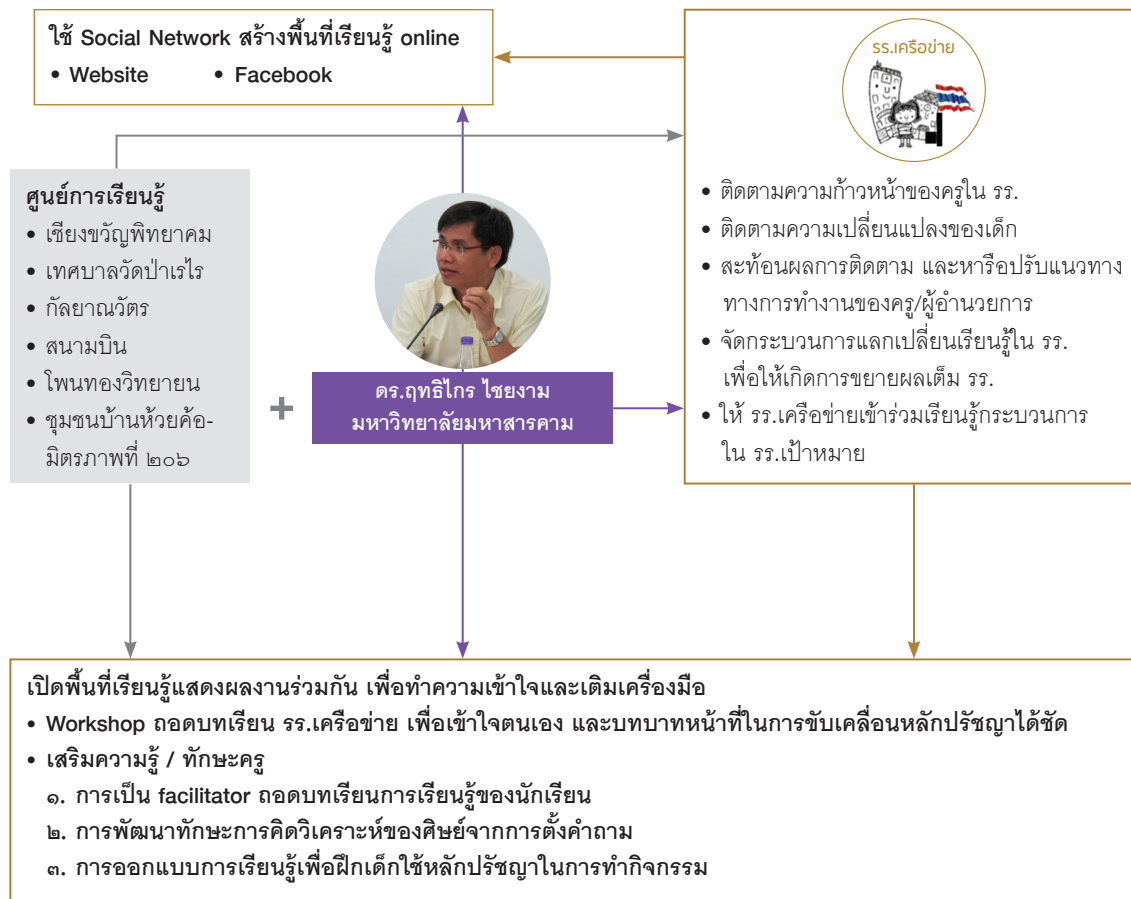 ใช้ Social Network สร้างพื้นที่เรียนรู้ online
• Website • Facebook
รร.เครือข่าย
ศูนย์การเรียนรู้
• เชียงขวัญพิทยาคม
• เทศบาลวัดป่าเรไร
• กัลยาณวัตร
• สนามบิน
• โพนทองวิทยายน
• ชุมชนบ้านห้วยค้อ-
มิตรภาพที่ ๒๐๖
+
ดร.ฤทธิไกร ไชยงาม
มหาวิทยาลัยมหาสารคาม
• ติดตามความก้าวหน้าของครูใน รร.
• ติดตามความเปลี่ยนแปลงของเด็ก
• สะท้อนผลการติดตาม และหารือปรับแนวทาง
ทางการทำงานของครู/ผู้อำนวยการ
• จัดกระบวนการแลกเปลี่ยนเรียนรู้ใน รร.
เพื่อให้เกิดการขยายผลเต็ม รร.
• ให้ รร.เครือข่ายเข้าร่วมเรียนรู้กระบวนการ
ใน รร.เป้าหมาย
เปิดพื้นที่เรียนรู้แสดงผลงานร่วมกัน เพื่อทำความเข้าใจและเติมเครื่องมือ
• Workshop ถอดบทเรียน รร.เครือข่าย เพื่อเข้าใจตนเอง และบทบาทหน้าที่ในการขับเคลื่อนหลักปรัชญาได้ชัด
• เสริมความรู้ / ทักษะครู
๑. การเป็น facilitator ถอดบทเรียนการเรียนรู้ของนักเรียน
๒. การพัฒนาทักษะการคิดวิเคราะห์ของศิษย์จากการตั้งคำถาม
๓. การออกแบบการเรียนรู้เพื่อฝึกเด็กใช้หลักปรัชญาในการทำกิจกรรม